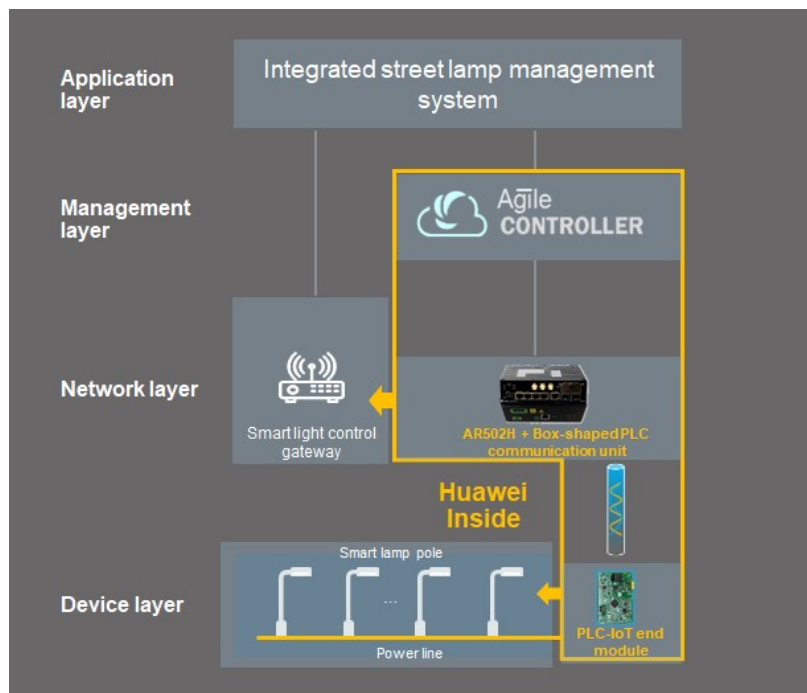 Application
layer
Integrated street lamp management
system
Management
layer
Agile
CONTROLLER
Network layer
Smart light control
gateway
AR502H + Box-shaped PLC
communication unit
Huawei
Inside
Device layer
Smart lamp pole
...
Power line
PLC-IoT end
module